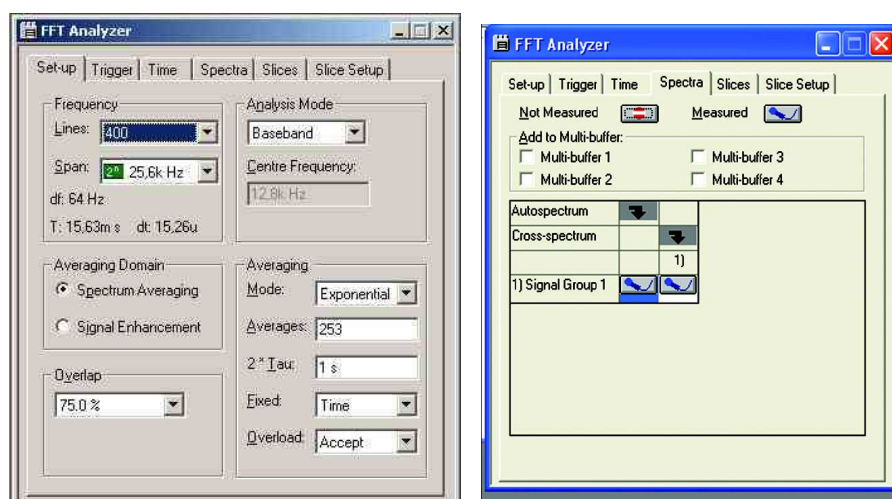 FFT Analyzer
Set-up Trigger Time Spectra Slices Slice Setup
Frequency
Lines: 400
Span: 2ⁿ 25,6k Hz
df: 64 Hz
T: 15,63m s dt: 15,26u
Analysis Mode
Baseband
Centre Frequency:
12,8k Hz
Averaging Domain
Spectrum Averaging
Signal Enhancement
Overlap
75.0 %
Averaging
Mode: Exponential
Averages: 253
2 * Tau: 1 s
Fixed: Time
Overload: Accept
FFT Analyzer
Set-up Trigger Time Spectra Slices Slice Setup
Not Measured Measured
Add to Multi-buffer:
Multi-buffer 1 Multi-buffer 3
Multi-buffer 2 Multi-buffer 4
Autospectrum
Cross-spectrum
1)
1) Signal Group 1